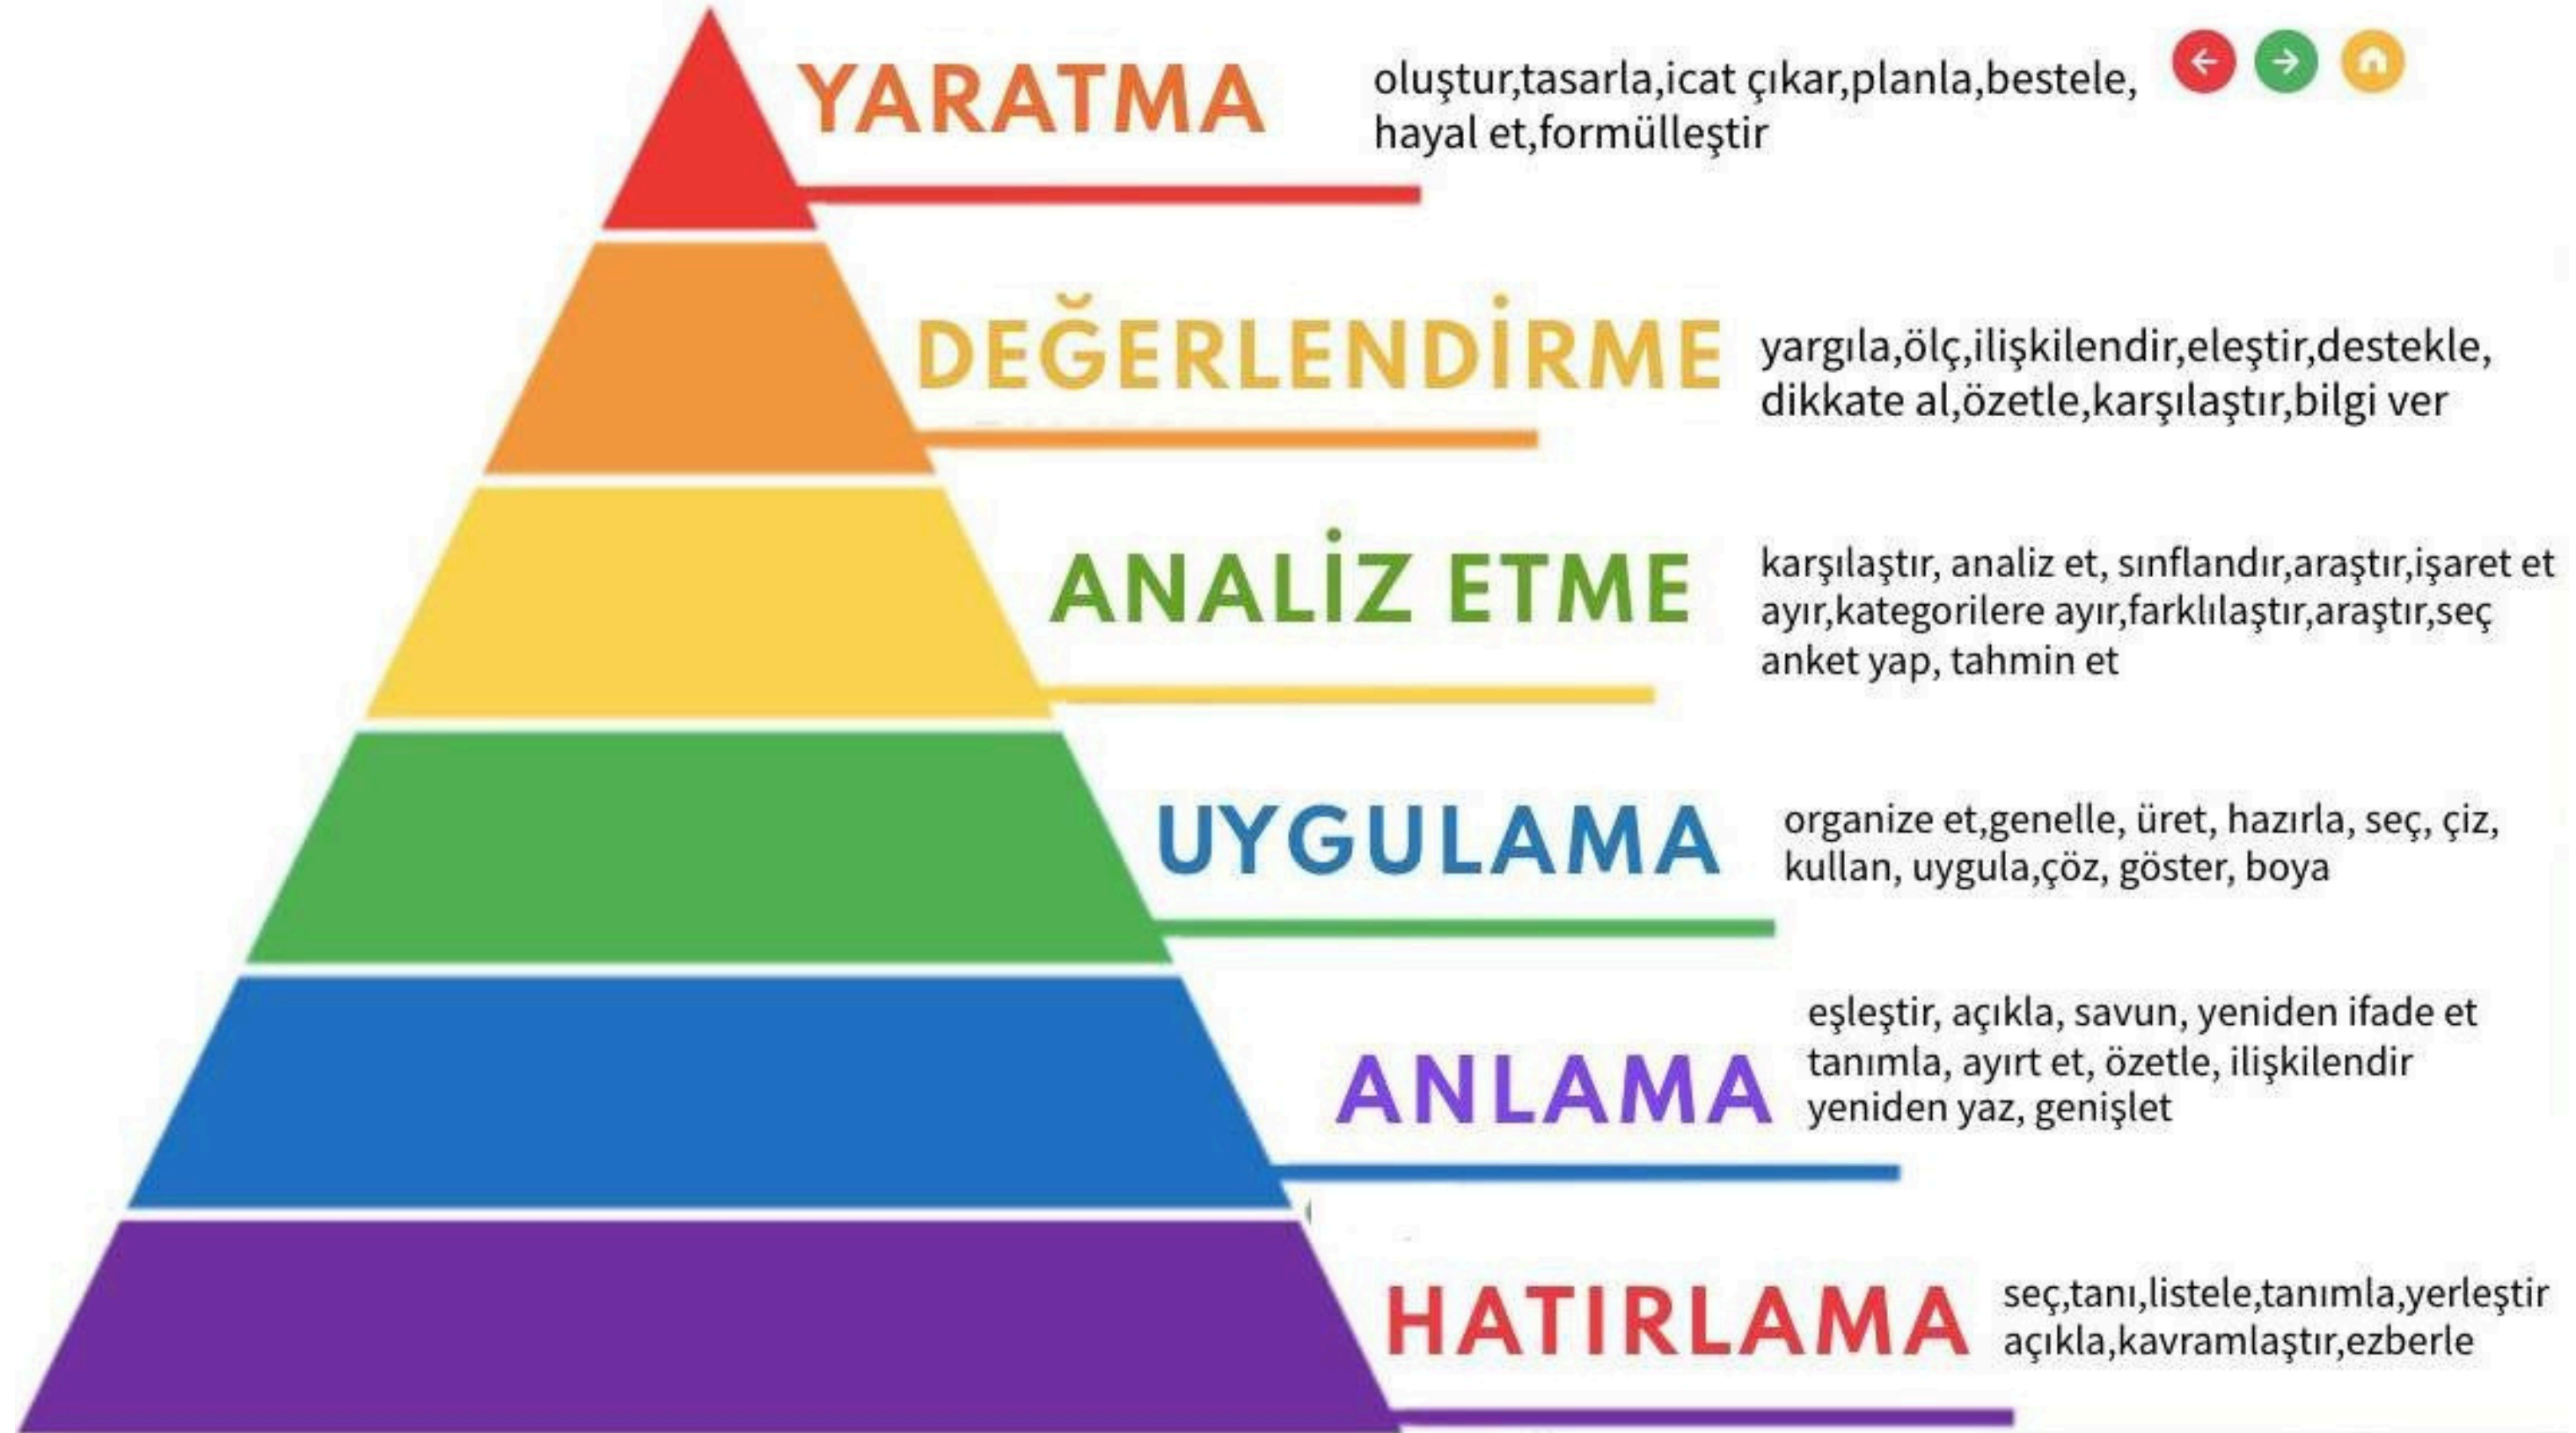 YARATMA
oluştur,tasarla,icat çıkar,planla,bestele,
hayal et,formülleştir
DEĞERLENDİRME
yargıla,ölç,ilişkilendir,eleştir,destekle,
dikkate al,özetle,karşılaştır,bilgi ver
ANALİZ ETME
karşılaştır, analiz et, sınflandır,araştır,işaret et
ayır,kategorilere ayır,farklılaştır,araştır,seç
anket yap, tahmin et
UYGULAMA
organize et,genelle, üret, hazırla, seç, çiz,
kullan, uygula,çöz, göster, boya
ANLAMA
eşleştir, açıkla, savun, yeniden ifade et
tanımla, ayırt et, özetle, ilişkilendir
yeniden yaz, genişlet
HATIRLAMA
seç,tanı,listele,tanımla,yerleştir
açıkla,kavramlaştır,ezberle